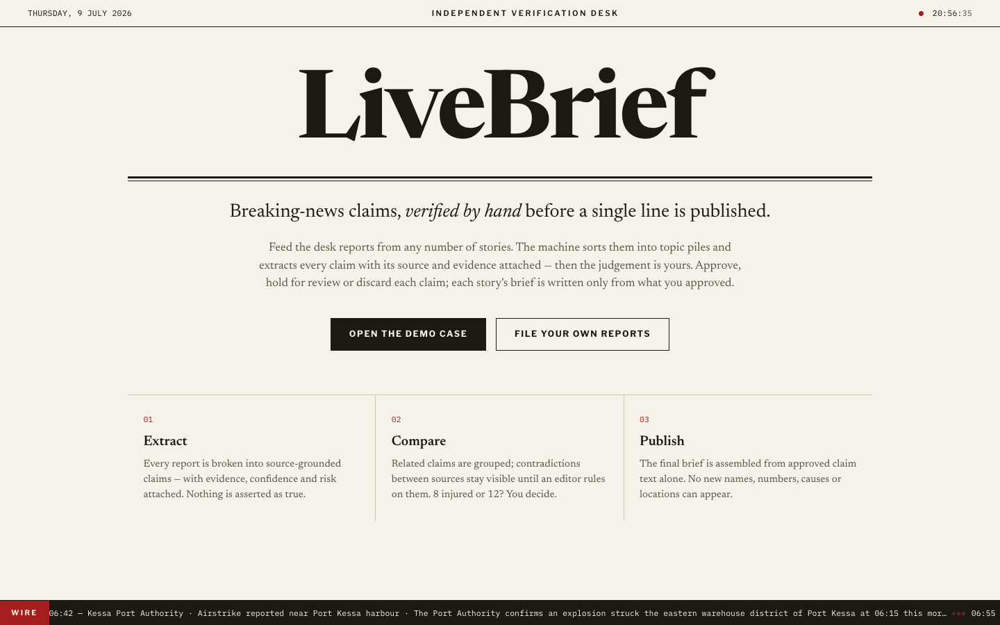 THURSDAY, 9 JULY 2026
INDEPENDENT VERIFICATION DESK
20:56:35
LiveBrief
Breaking-news claims, verified by hand before a single line is published.
Feed the desk reports from any number of stories. The machine sorts them into topic piles and
extracts every claim with its source and evidence attached — then the judgement is yours. Approve,
hold for review or discard each claim; each story's brief is written only from what you approved.
OPEN THE DEMO CASE
FILE YOUR OWN REPORTS
01
Extract
Every report is broken into source-grounded
claims — with evidence, confidence and risk
attached. Nothing is asserted as true.
02
Compare
Related claims are grouped; contradictions
between sources stay visible until an editor rules
on them. 8 injured or 12? You decide.
03
Publish
The final brief is assembled from approved claim
text alone. No new names, numbers, causes or
locations can appear.
WIRE
06:42 — Kessa Port Authority · Airstrike reported near Port Kessa harbour · The Port Authority confirms an explosion struck the eastern warehouse district of Port Kessa at 06:15 this mor… +++ 06:55